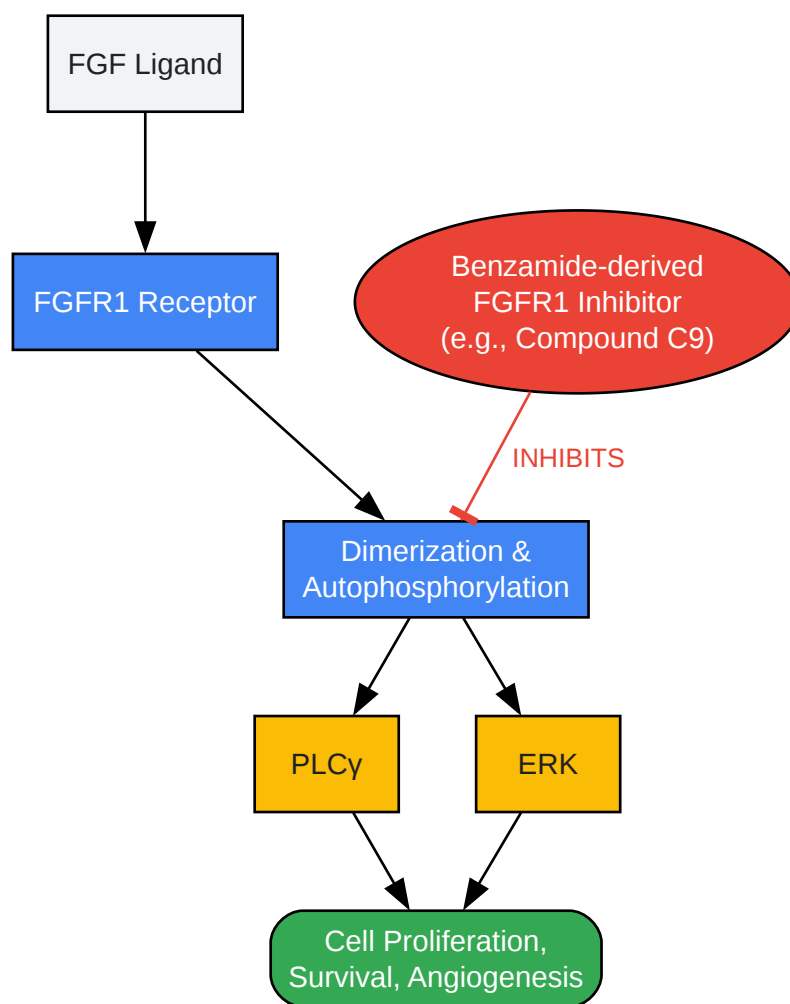 FGF Ligand
FGFR1 Receptor
Benzamide-derived
FGFR1 Inhibitor
(e.g., Compound C9)
INHIBITS
Dimerization &
Autophosphorylation
PLCγ
ERK
Cell Proliferation,
Survival, Angiogenesis